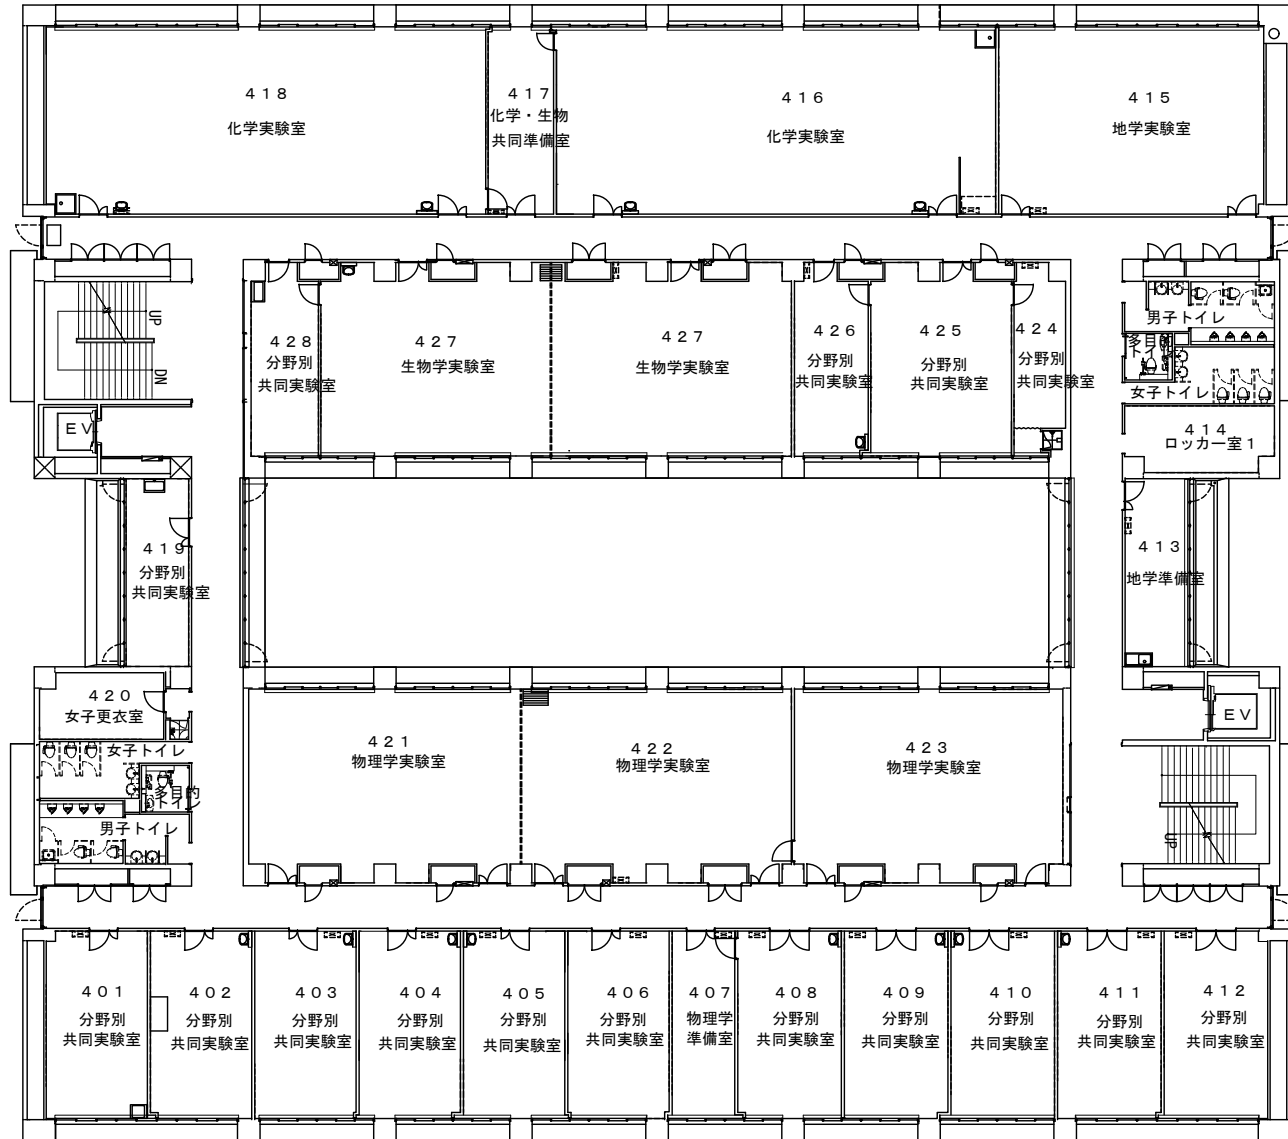 ４１８
化学実験室
４１７
化学・生物
共同準備室
４１６
化学実験室
４１５
地学実験室
UP
DN
EV
４２８
分野別
共同実験室
４２７
生物学実験室
４２７
生物学実験室
４２６
分野別
共同実験室
４２５
分野別
共同実験室
４２４
分野別
共同実験室
男子トイレ
多目的
トイレ
女子トイレ
４１４
ロッカー室１
４１９
分野別
共同実験室
４１３
地学準備室
４２０
女子更衣室
女子トイレ
多目的
トイレ
男子トイレ
４２１
物理学実験室
４２２
物理学実験室
４２３
物理学実験室
EV
UP
４０１
分野別
共同実験室
４０２
分野別
共同実験室
４０３
分野別
共同実験室
４０４
分野別
共同実験室
４０５
分野別
共同実験室
４０６
分野別
共同実験室
４０７
物理学
準備室
４０８
分野別
共同実験室
４０９
分野別
共同実験室
４１０
分野別
共同実験室
４１１
分野別
共同実験室
４１２
分野別
共同実験室